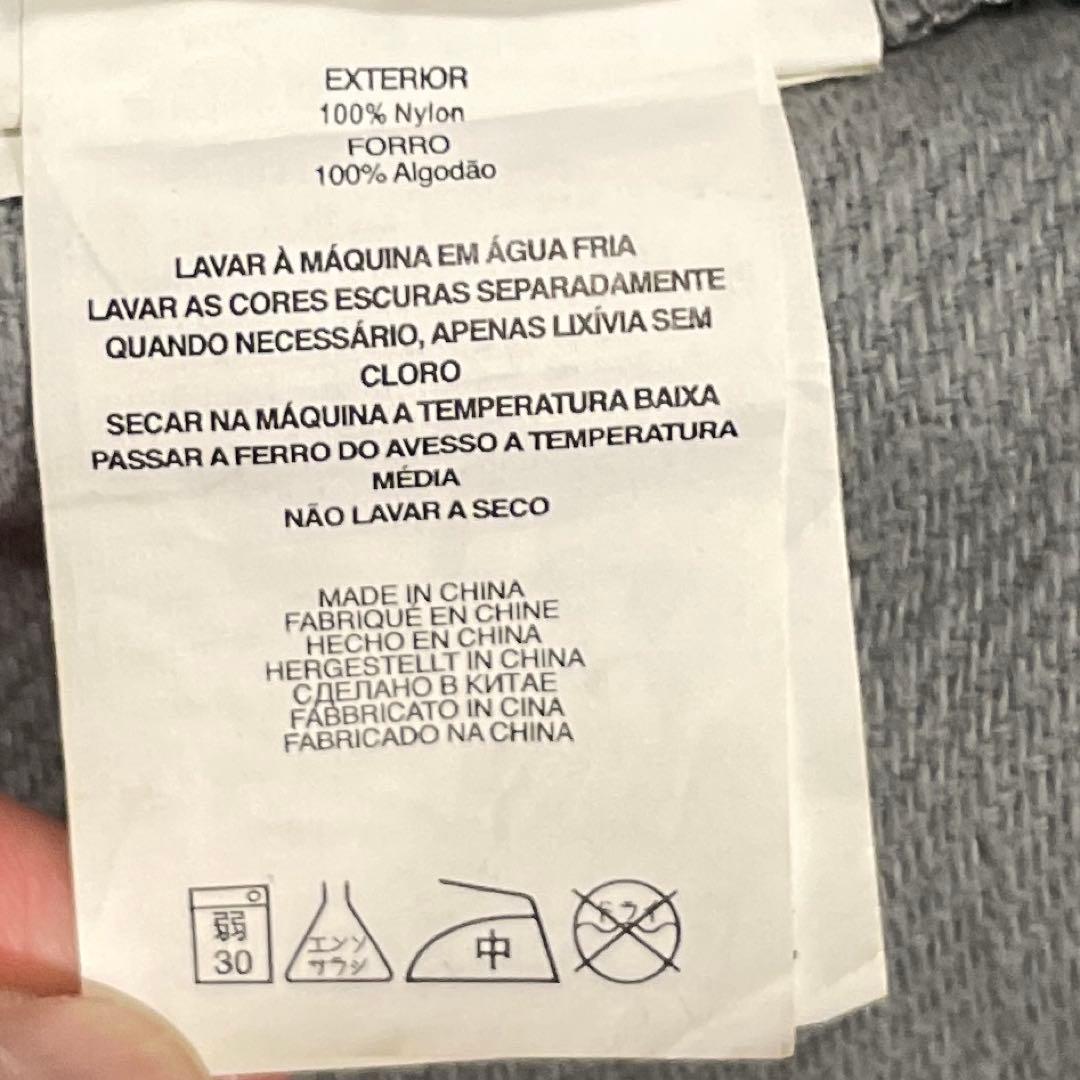 EXTERIOR
100% Nylon
FORRO
100% Algodão
LAVAR À MÁQUINA EM ÁGUA FRIA
LAVAR AS CORES ESCURAS SEPARADAMENTE
QUANDO NECESSÁRIO, APENAS LIXÍVIA SEM
CLORO
SECAR NA MÁQUINA A TEMPERATURA BAIXA
PASSAR A FERRO DO AVESSO A TEMPERATURA
MÉDIA
NÃO LAVAR A SECO
MADE IN CHINA
FABRIQUÉ EN CHINE
HECHO EN CHINA
HERGESTELLT IN CHINA
СДЕЛАНО В КИТАЕ
FABBRICATO IN CINA
FABRICADO NA CHINA
弱
30
エンソ
サラシ
中
ドライ